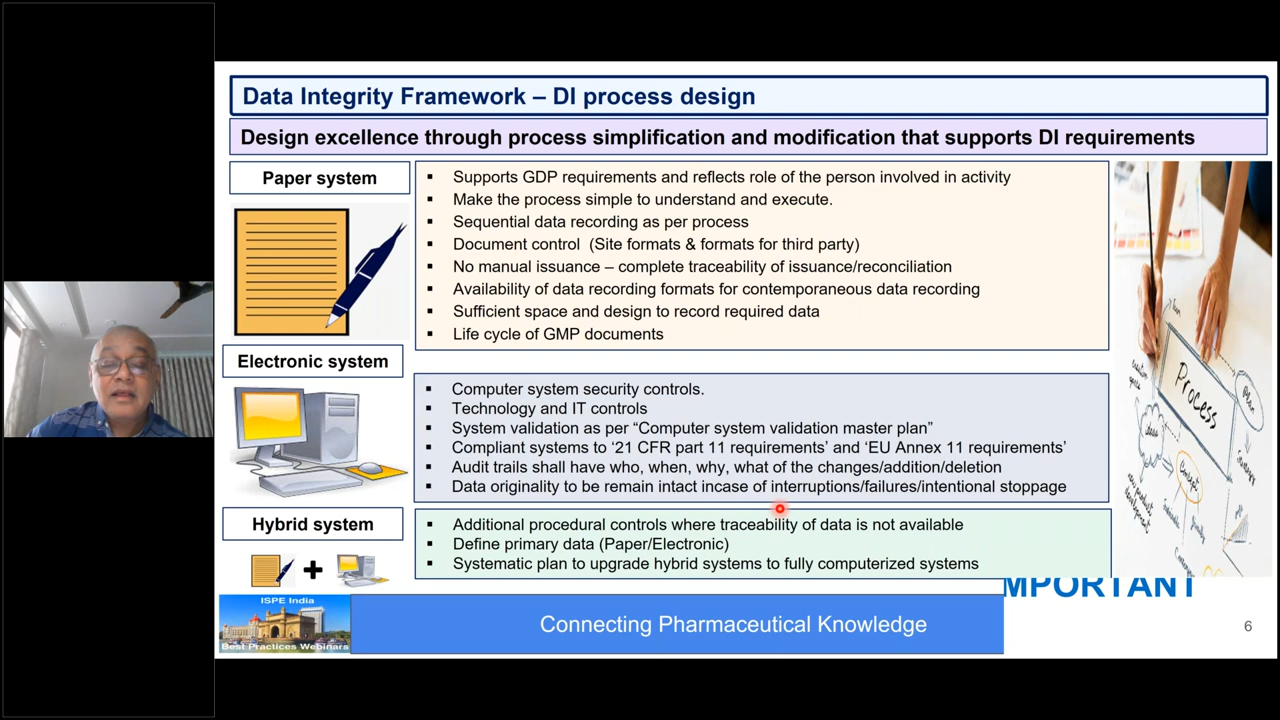 Data Integrity Framework – DI process design
Design excellence through process simplification and modification that supports DI requirements
Paper system
▪ Supports GDP requirements and reflects role of the person involved in activity
▪ Make the process simple to understand and execute.
▪ Sequential data recording as per process
▪ Document control (Site formats & formats for third party)
▪ No manual issuance – complete traceability of issuance/reconciliation
▪ Availability of data recording formats for contemporaneous data recording
▪ Sufficient space and design to record required data
▪ Life cycle of GMP documents
Electronic system
▪ Computer system security controls.
▪ Technology and IT controls
▪ System validation as per “Computer system validation master plan”
▪ Compliant systems to ‘21 CFR part 11 requirements’ and ‘EU Annex 11 requirements’
▪ Audit trails shall have who, when, why, what of the changes/addition/deletion
▪ Data originality to be remain intact incase of interruptions/failures/intentional stoppage
Hybrid system
▪ Additional procedural controls where traceability of data is not available
▪ Define primary data (Paper/Electronic)
▪ Systematic plan to upgrade hybrid systems to fully computerized systems
Process
Plan
MPORTANT
ISPE India
Best Practices Webinars
Connecting Pharmaceutical Knowledge
6